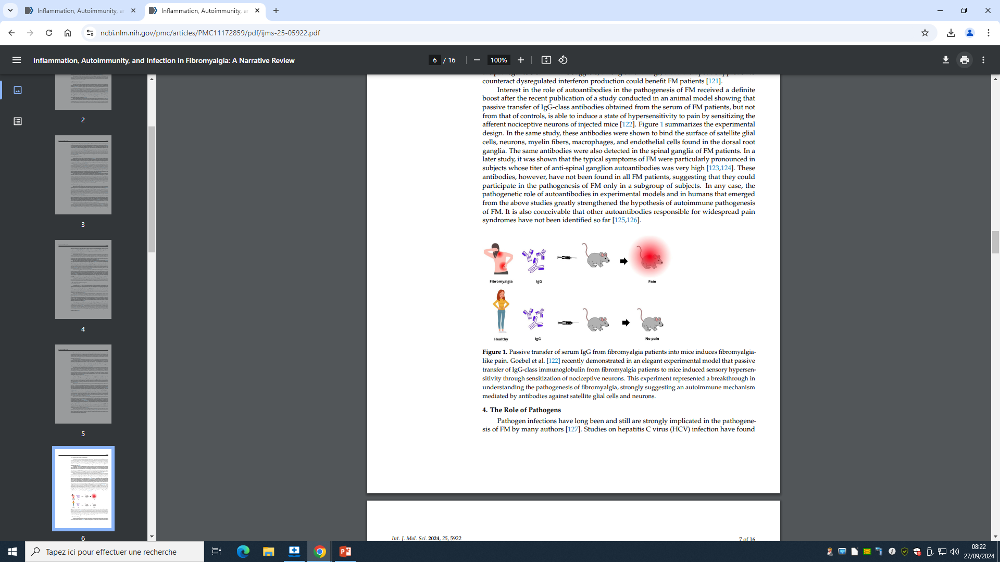 Inflammation, Autoimmunity, a
Inflammation, Autoimmunity, a
ncbi.nlm.nih.gov/pmc/articles/PMC11172859/pdf/ijms-25-05922.pdf
Inflammation, Autoimmunity, and Infection in Fibromyalgia: A Narrative Review
6 / 16
100%
2
3
4
5
6
counteract dysregulated interferon production could benefit FM patients [121].
Interest in the role of autoantibodies in the pathogenesis of FM received a definite
boost after the recent publication of a study conducted in an animal model showing that
passive transfer of IgG-class antibodies obtained from the serum of FM patients, but not
from that of controls, is able to induce a state of hypersensitivity to pain by sensitizing the
afferent nociceptive neurons of injected mice [122]. Figure 1 summarizes the experimental
design. In the same study, these antibodies were shown to bind the surface of satellite glial
cells, neurons, myelin fibers, macrophages, and endothelial cells found in the dorsal root
ganglia. The same antibodies were also detected in the spinal ganglia of FM patients. In a
later study, it was shown that the typical symptoms of FM were particularly pronounced in
subjects whose titer of anti-spinal ganglion autoantibodies was very high [123,124]. These
antibodies, however, have not been found in all FM patients, suggesting that they could
participate in the pathogenesis of FM only in a subgroup of subjects. In any case, the
pathogenetic role of autoantibodies in experimental models and in humans that emerged
from the above studies greatly strengthened the hypothesis of autoimmune pathogenesis
of FM. It is also conceivable that other autoantibodies responsible for widespread pain
syndromes have not been identified so far [125,126].
Fibromyalgia IgG Pain
Healthy IgG No pain
Figure 1. Passive transfer of serum IgG from fibromyalgia patients into mice induces fibromyalgia-
like pain. Goebel et al. [122] recently demonstrated in an elegant experimental model that passive
transfer of IgG-class immunoglobulin from fibromyalgia patients to mice induced sensory hypersen-
sitivity through sensitization of nociceptive neurons. This experiment represented a breakthrough in
understanding the pathogenesis of fibromyalgia, strongly suggesting an autoimmune mechanism
mediated by antibodies against satellite glial cells and neurons.
4. The Role of Pathogens
Pathogen infections have long been and still are strongly implicated in the pathogene-
sis of FM by many authors [127]. Studies on hepatitis C virus (HCV) infection have found
Int. J. Mol. Sci. 2024, 25, 5922 7 of 16
Tapez ici pour effectuer une recherche
08:22
27/09/2024